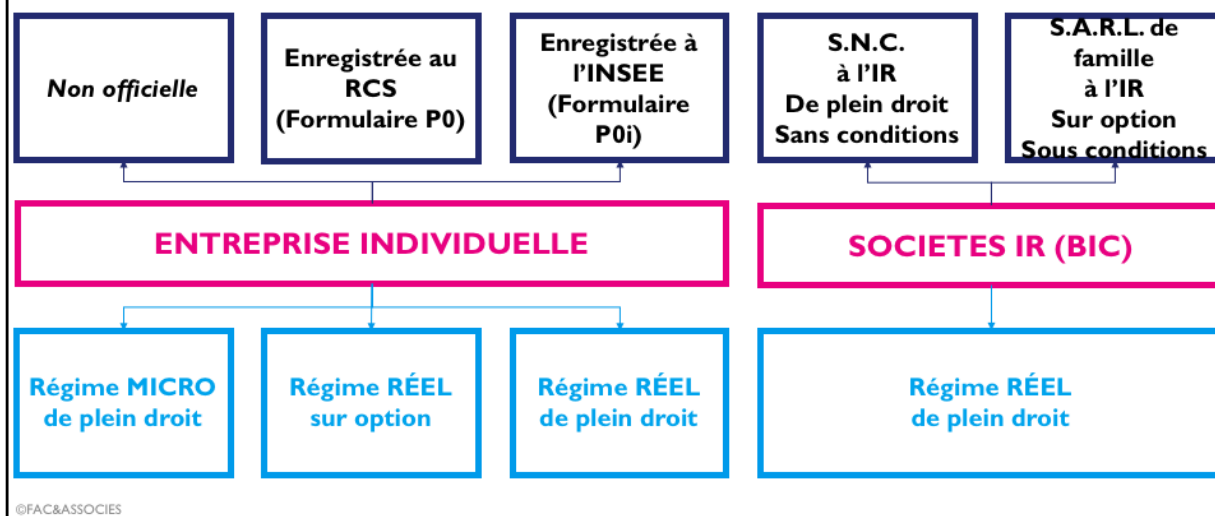 Non officielle
Enregistrée au
RCS
(Formulaire P0)
Enregistrée à
l'INSEE
(Formulaire
P0i)
S.N.C.
à l'IR
De plein droit
Sans conditions
S.A.R.L. de
famille
à l'IR
Sur option
Sous conditions
ENTREPRISE INDIVIDUELLE
SOCIETES IR (BIC)
Régime MICRO
de plein droit
Régime RÉEL
sur option
Régime RÉEL
de plein droit
Régime RÉEL
de plein droit
©FAC&ASSOCIES